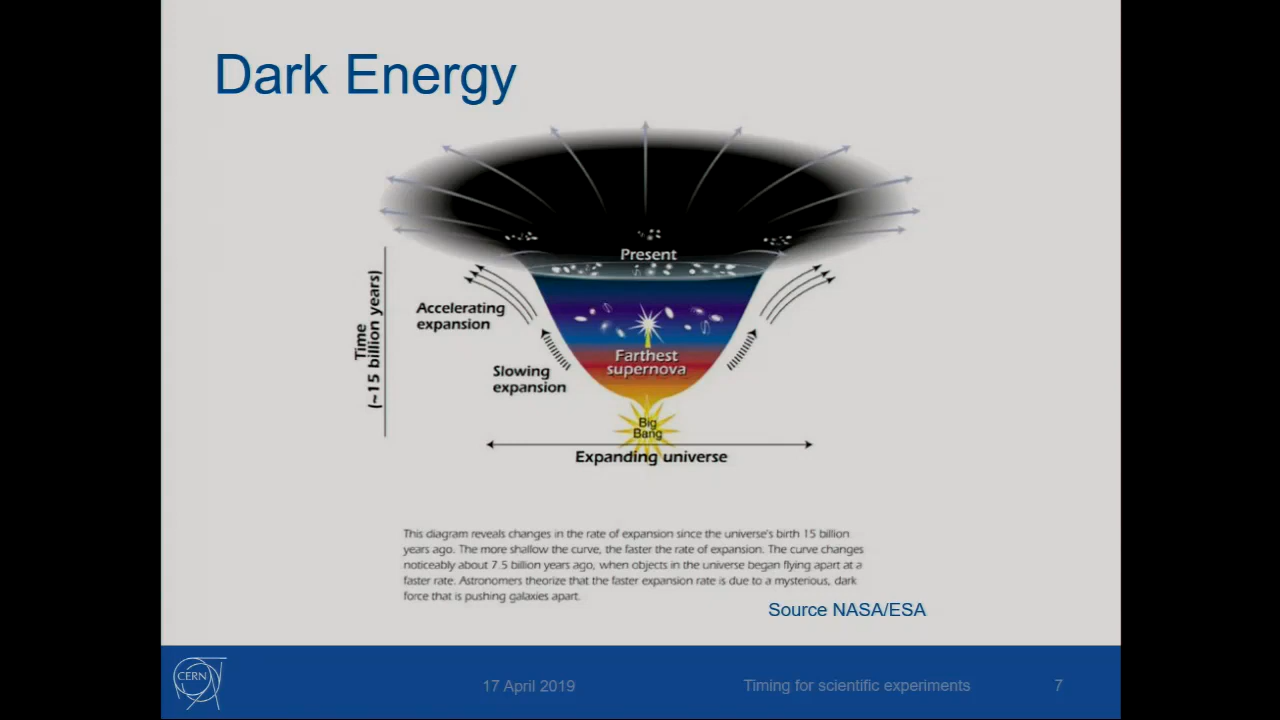 Dark Energy
Present
Time
(~15 billion years)
Accelerating
expansion
Slowing
expansion
Farthest
supernova
Big
Bang
Expanding universe
This diagram reveals changes in the rate of expansion since the universe's birth 15 billion
years ago. The more shallow the curve, the faster the rate of expansion. The curve changes
noticeably about 7.5 billion years ago, when objects in the universe began flying apart at a
faster rate. Astronomers theorize that the faster expansion rate is due to a mysterious, dark
force that is pushing galaxies apart.
Source NASA/ESA
CERN
17 April 2019
Timing for scientific experiments
7